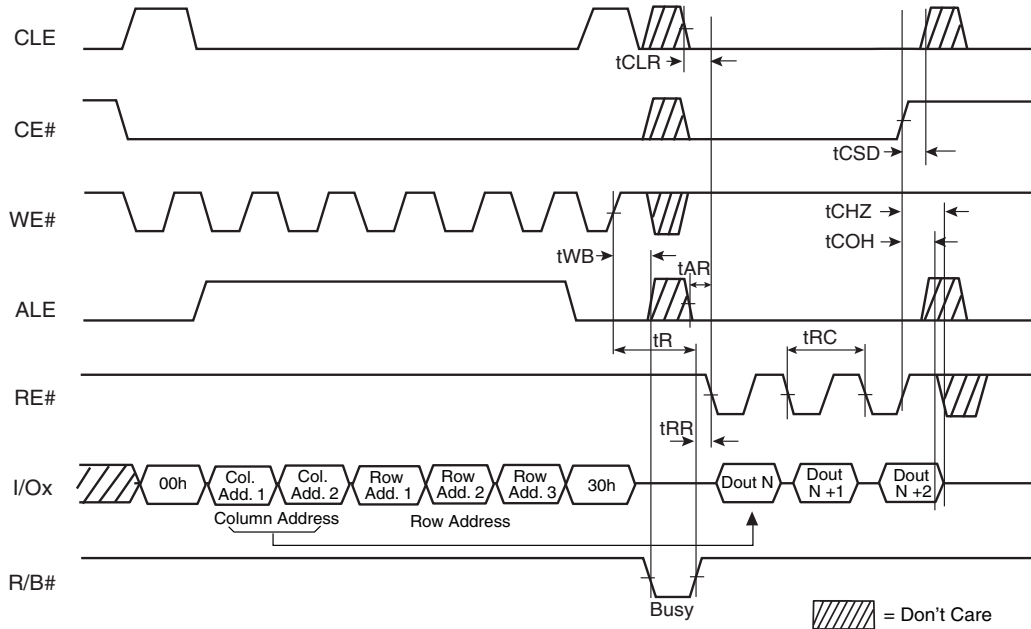 CLE
tCLR
CE#
tCSD
WE#
tCHZ
tCOH
tWB
tAR
ALE
tR
tRC
RE#
tRR
I/Ox
00h
Col.
Add. 1
Col.
Add. 2
Row
Add. 1
Row
Add. 2
Row
Add. 3
30h
Dout N
Dout
N +1
Dout
N +2
Column Address
Row Address
R/B#
Busy
= Don't Care